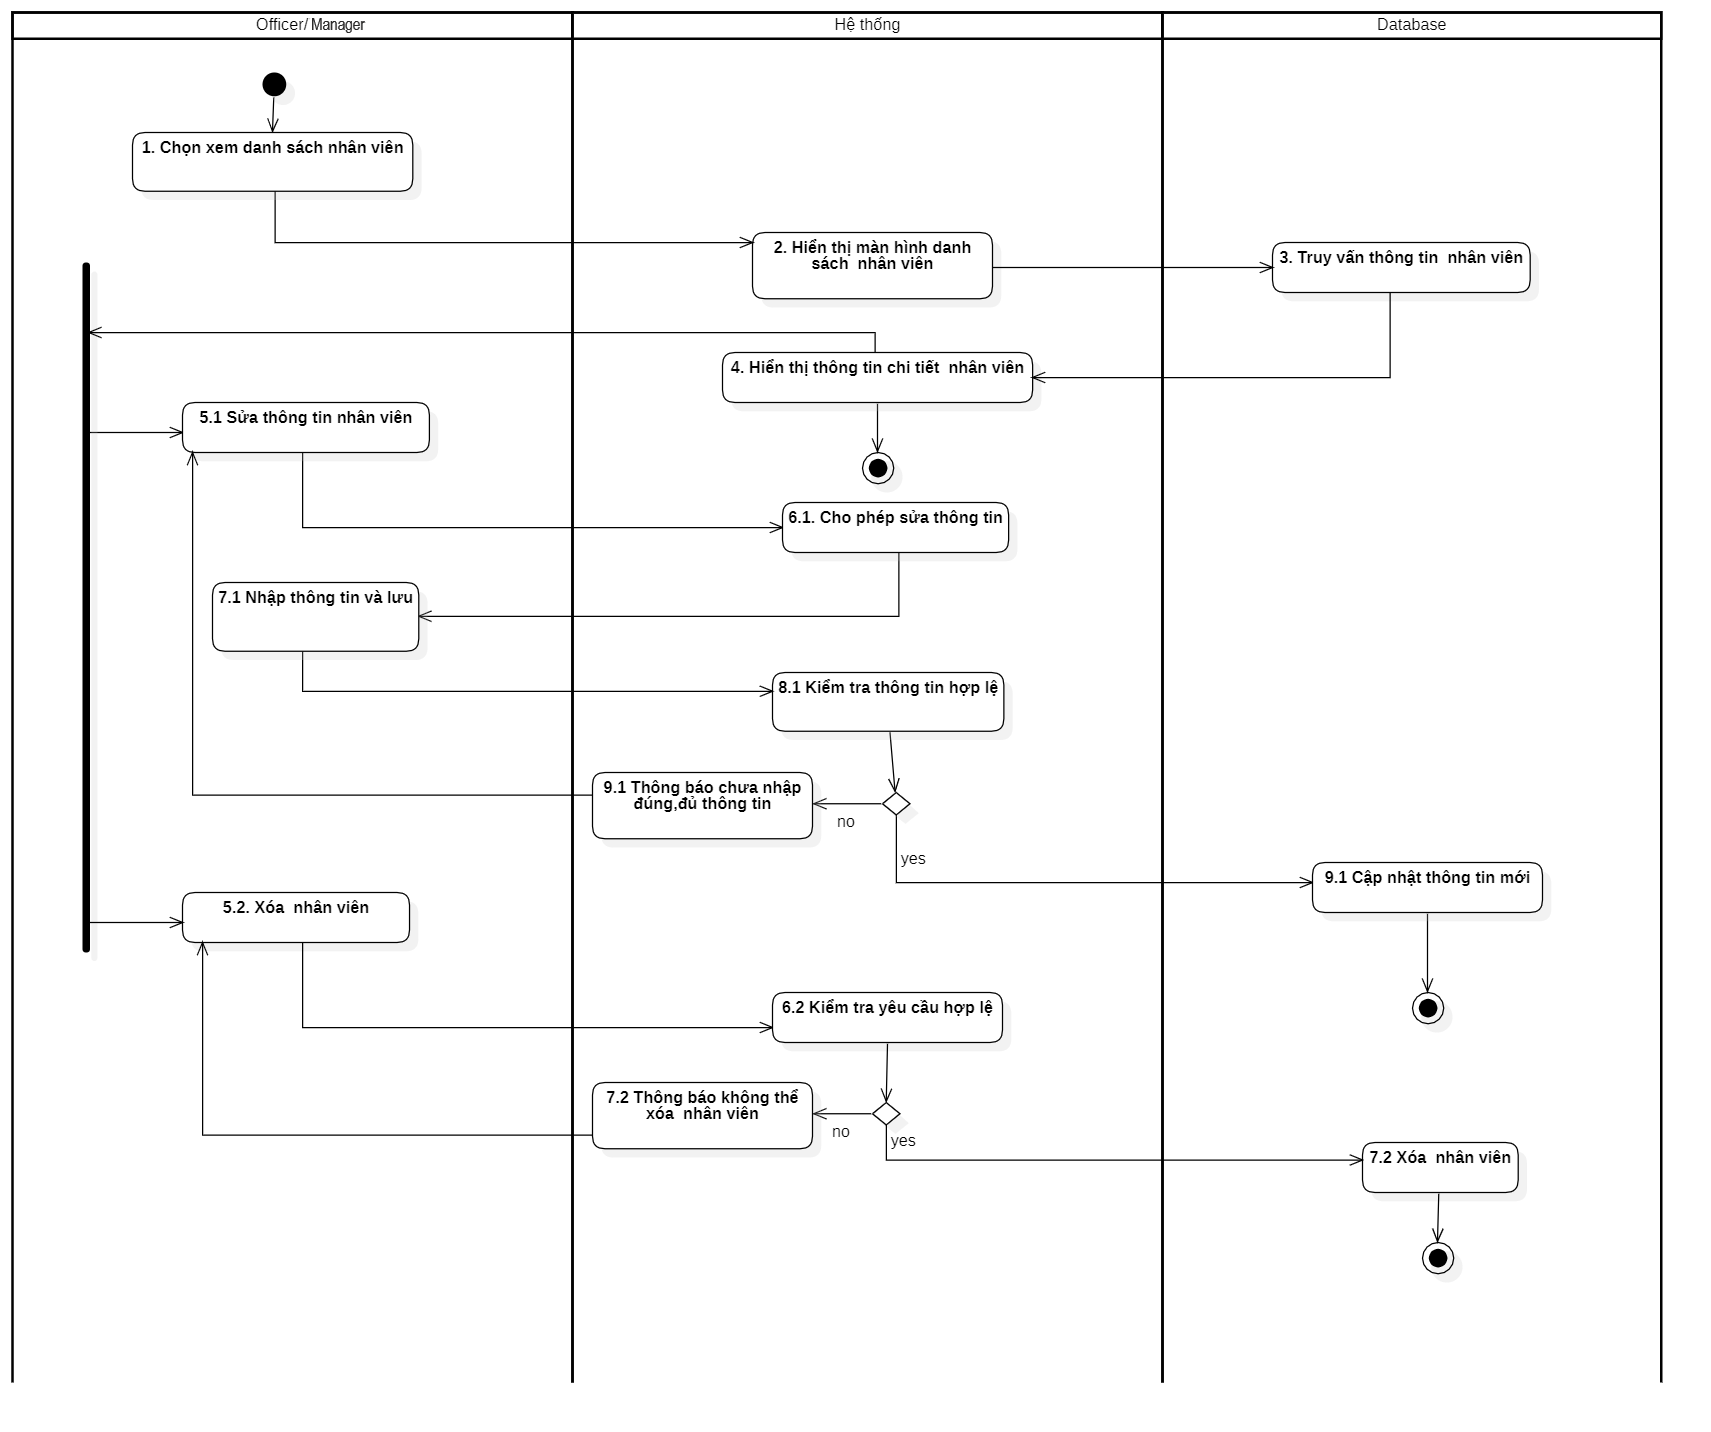 Officer/ Manager
Hệ thống
Database
1. Chọn xem danh sách nhân viên
2. Hiển thị màn hình danh
sách  nhân viên
3. Truy vấn thông tin  nhân viên
4. Hiển thị thông tin chi tiết  nhân viên
5.1 Sửa thông tin nhân viên
6.1. Cho phép sửa thông tin
7.1 Nhập thông tin và lưu
8.1 Kiểm tra thông tin hợp lệ
9.1 Thông báo chưa nhập
đúng,đủ thông tin
no
yes
9.1 Cập nhật thông tin mới
5.2. Xóa  nhân viên
6.2 Kiểm tra yêu cầu hợp lệ
7.2 Thông báo không thể
xóa  nhân viên
no
yes
7.2 Xóa  nhân viên